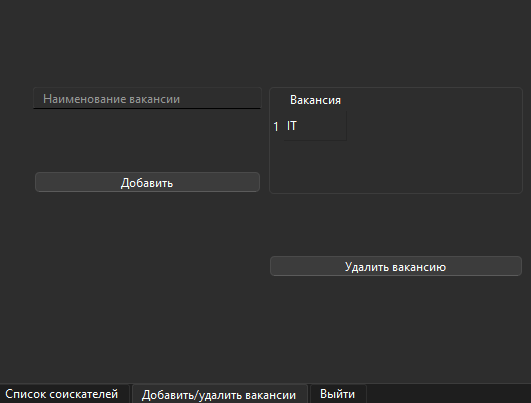 Наименование вакансии
Вакансия
1 IT
Добавить
Удалить вакансию
Список соискателей
Добавить/удалить вакансии
Выйти